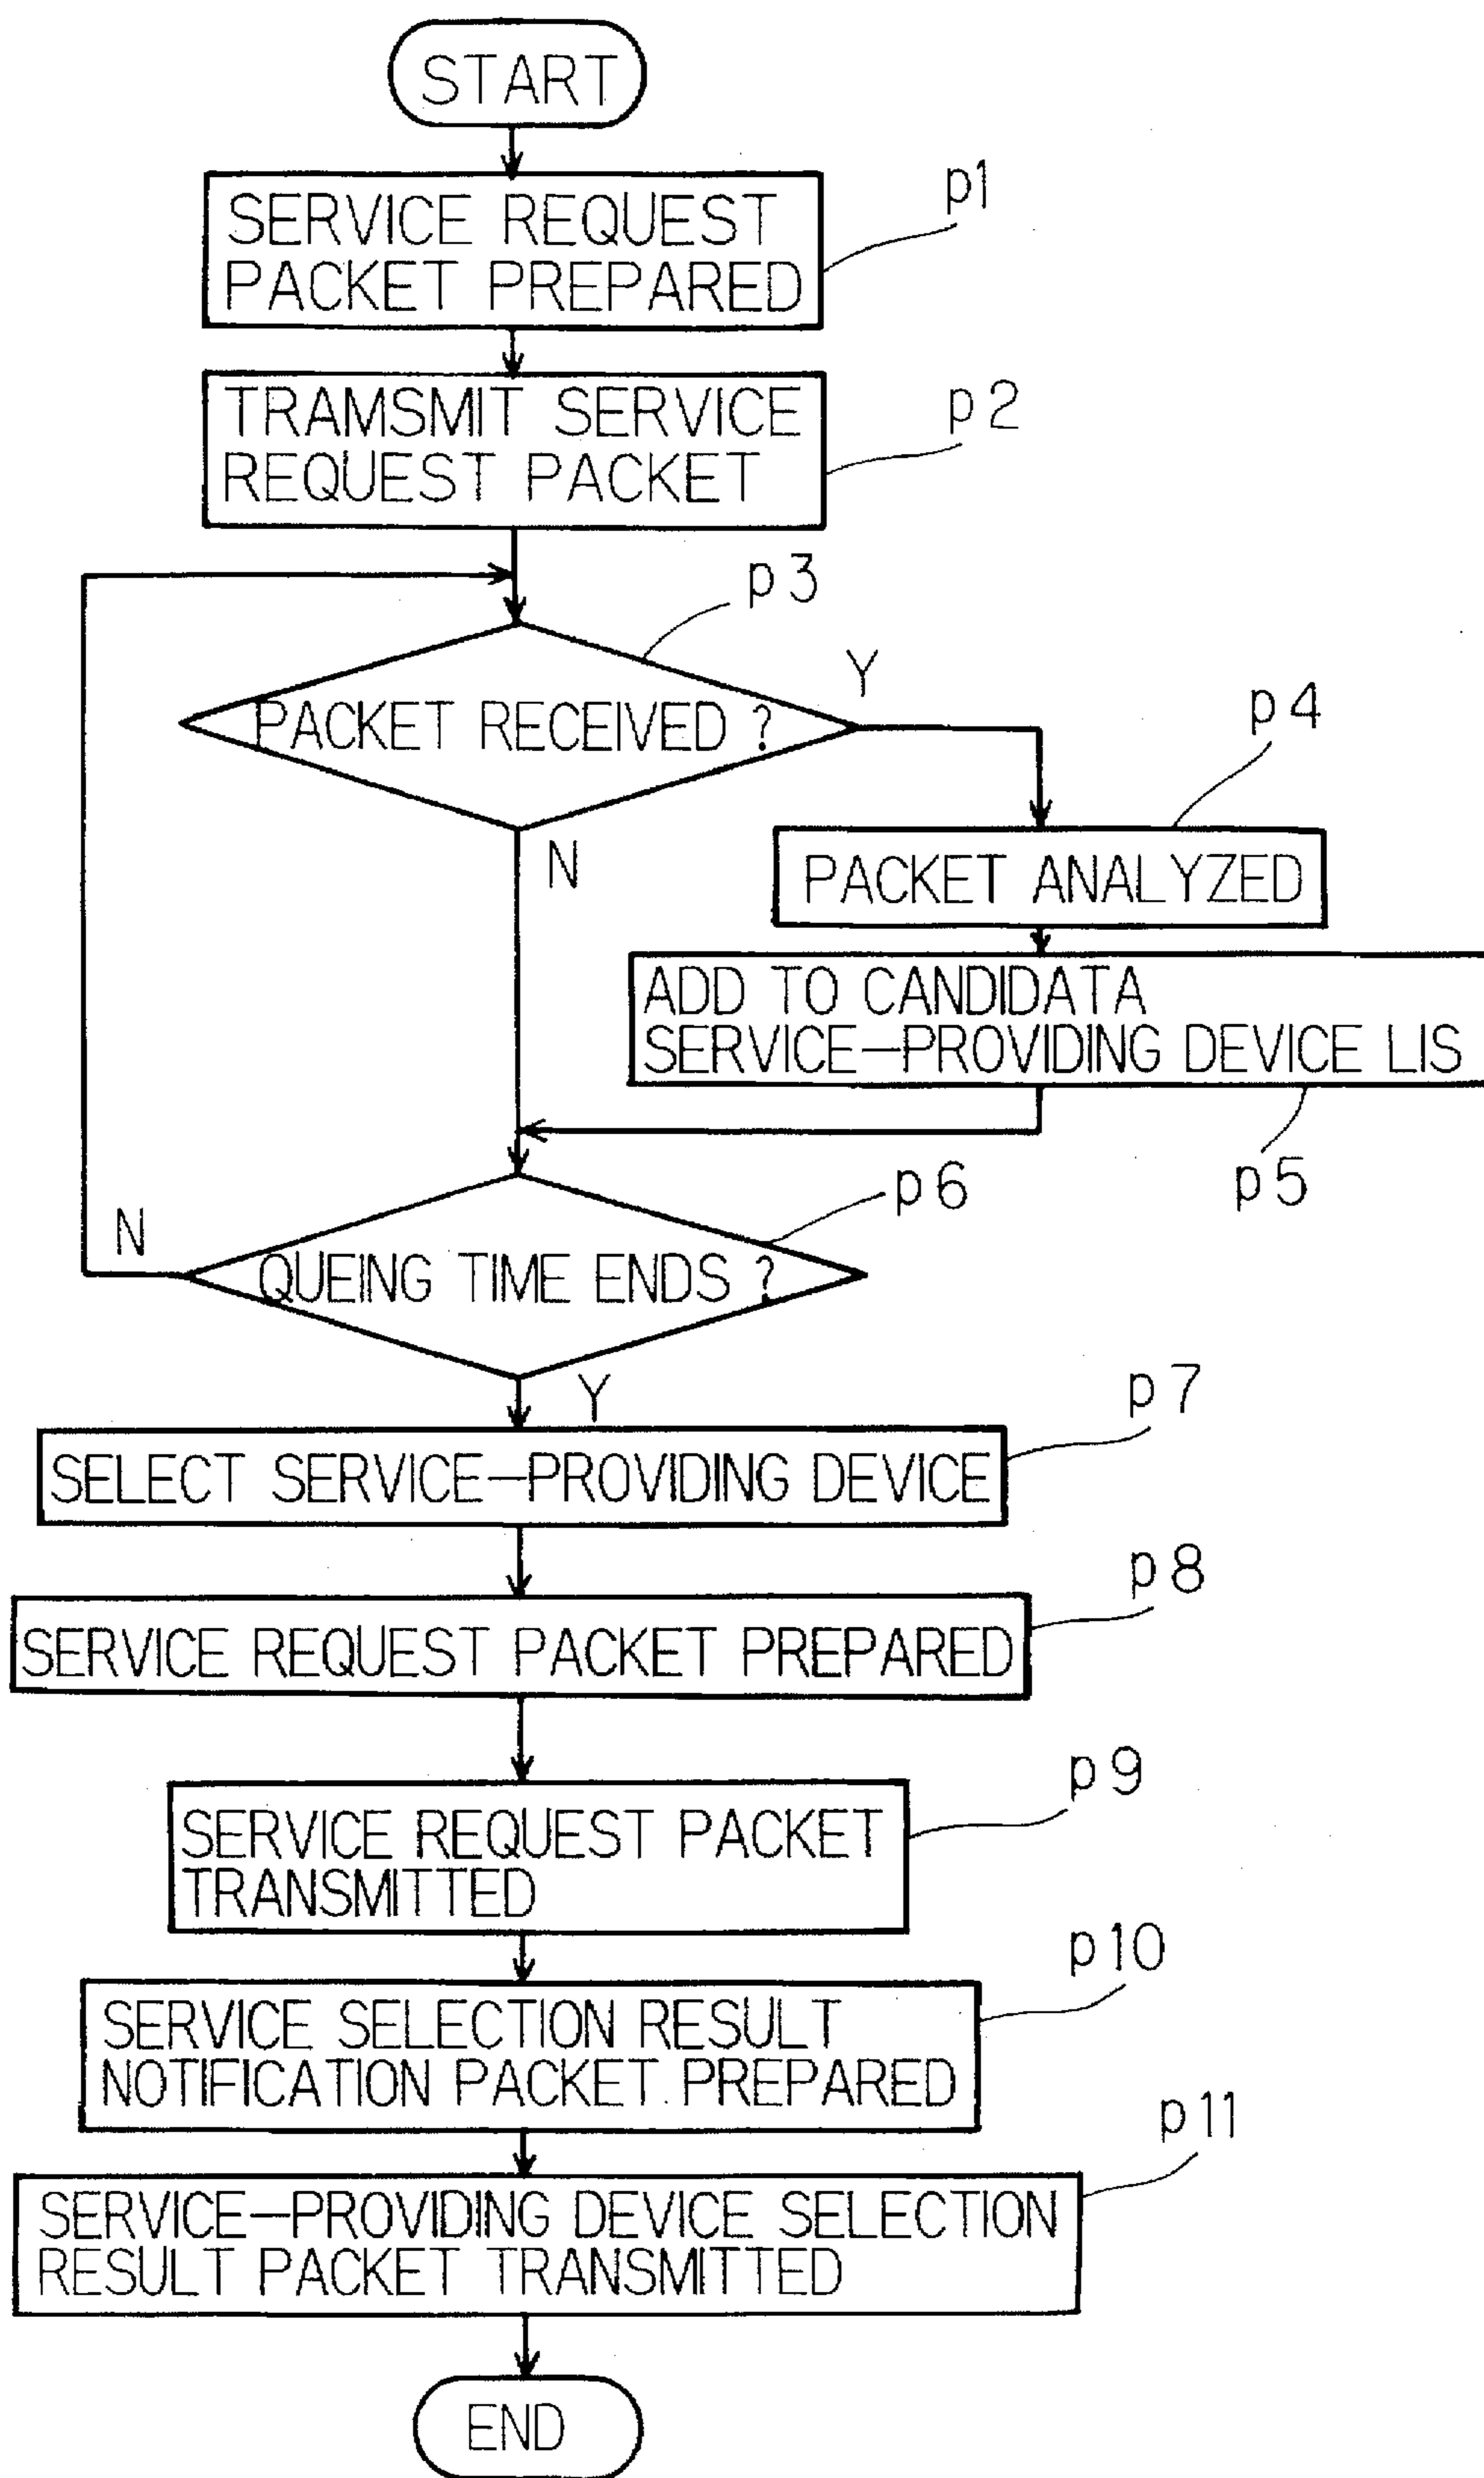 START
p1
SERVICE REQUEST
PACKET PREPARED
p2
TRAMSMIT SERVICE
REQUEST PACKET
p3
PACKET RECEIVED ?
Y
N
p4
PACKET ANALYZED
ADD TO CANDIDATA
SERVICE-PROVIDING DEVICE LIS
p5
p6
N
QUEING TIME ENDS ?
Y
p7
SELECT SERVICE-PROVIDING DEVICE
p8
SERVICE REQUEST PACKET PREPARED
p9
SERVICE REQUEST PACKET
TRANSMITTED
p10
SERVICE SELECTION RESULT
NOTIFICATION PACKET PREPARED
p11
SERVICE-PROVIDING DEVICE SELECTION
RESULT PACKET TRANSMITTED
END